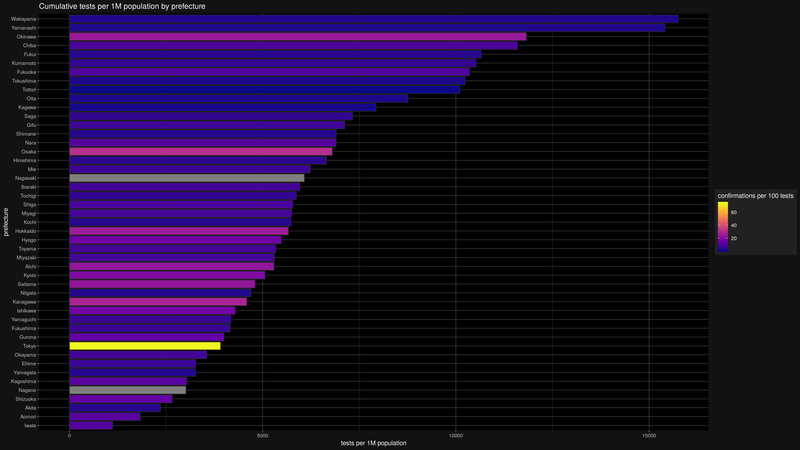 Cumulative tests per 1M population by prefecture
prefecture
Wakayama
Yamanashi
Okinawa
Chiba
Fukui
Kumamoto
Fukuoka
Tokushima
Tottori
Oita
Kagawa
Saga
Gifu
Shimane
Nara
Osaka
Hiroshima
Mie
Nagasaki
Ibaraki
Tochigi
Shiga
Miyagi
Kochi
Hokkaido
Hyogo
Toyama
Miyazaki
Aichi
Kyoto
Saitama
Niigata
Kanagawa
Ishikawa
Yamaguchi
Fukushima
Gunma
Tokyo
Okayama
Ehime
Yamagata
Kagoshima
Nagano
Shizuoka
Akita
Aomori
Iwate
0 5000 10000 15000
tests per 1M population
confirmations per 100 tests
60
40
20